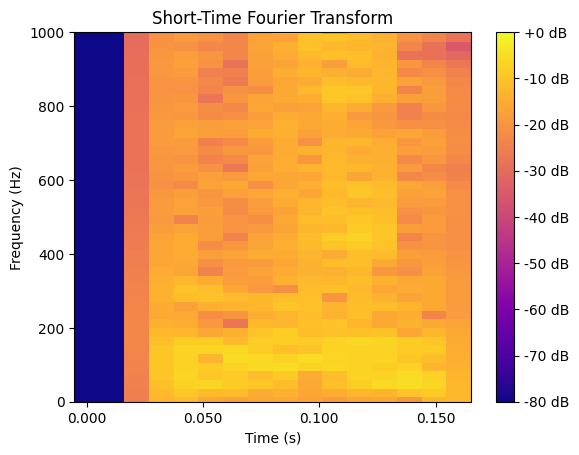 Short-Time Fourier Transform
1000
800
600
400
200
0
Frequency (Hz)
0.000
0.050
0.100
0.150
Time (s)
+0 dB
-10 dB
-20 dB
-30 dB
-40 dB
-50 dB
-60 dB
-70 dB
-80 dB